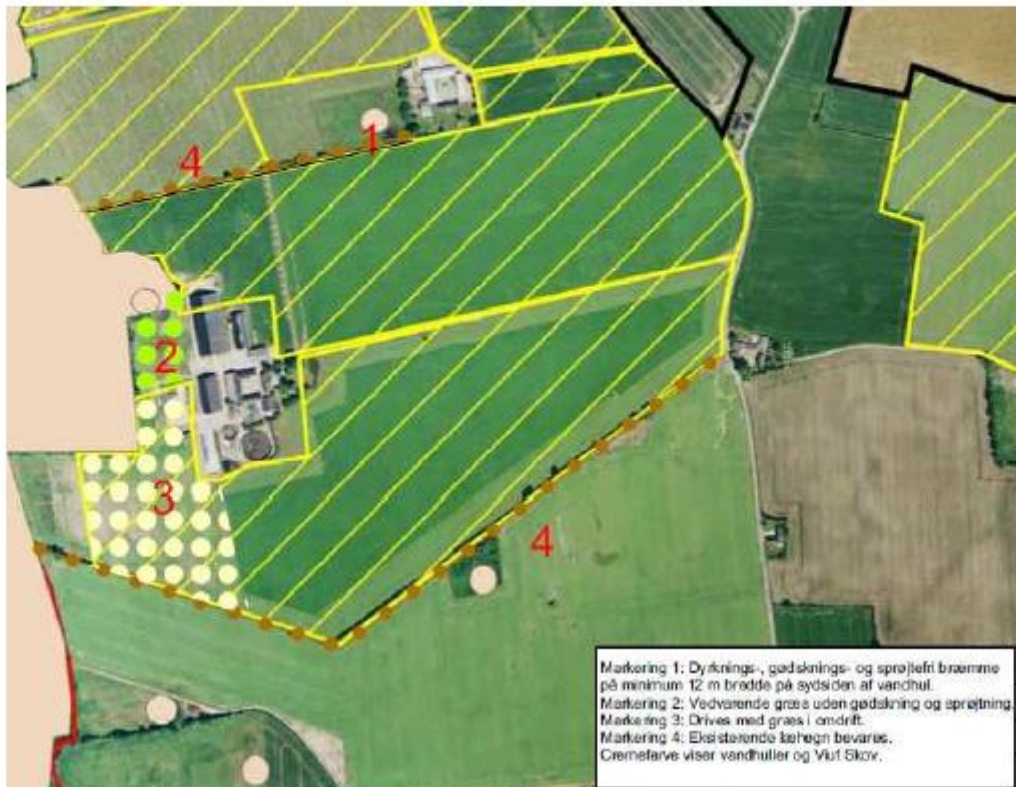 1
4
2
3
4
Markering 1: Dyrknings-, gødsknings- og sprøjtefri bræmme
på minimum 12 m bredde på sydsiden af vandhul.
Markering 2: Vedvarende græs uden gødskning og sprøjtning.
Markering 3: Drives med græs i omdrift.
Markering 4: Eksisterende læhegn bevares.
Cremefarve viser vandhuller og Viuf Skov.